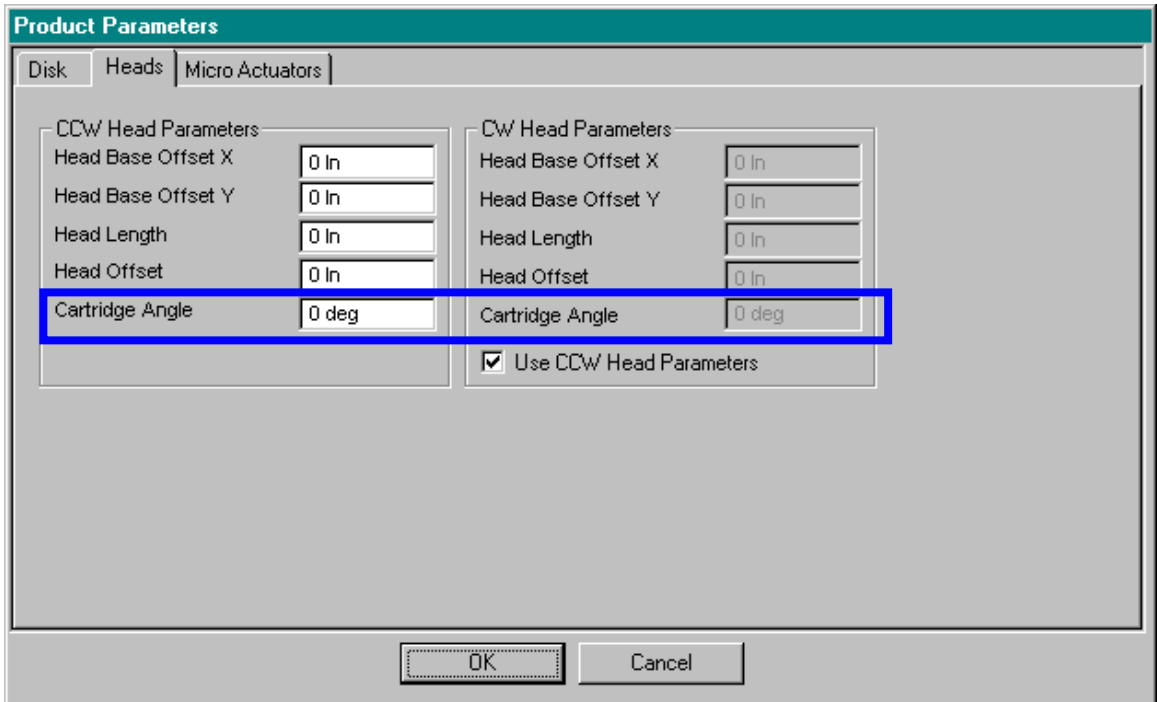 Product Parameters
Disk Heads Micro Actuators
CCW Head Parameters
Head Base Offset X 0 In
Head Base Offset Y 0 In
Head Length 0 In
Head Offset 0 In
Cartridge Angle 0 deg
CW Head Parameters
Head Base Offset X 0 In
Head Base Offset Y 0 In
Head Length 0 In
Head Offset 0 In
Cartridge Angle 0 deg
Use CCW Head Parameters
OK Cancel